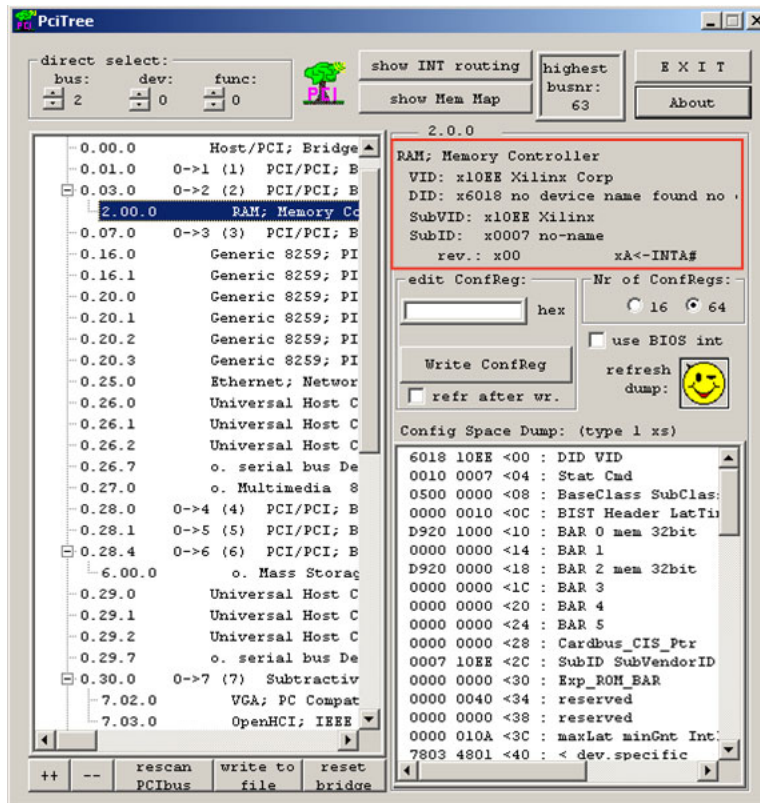 PciTree
direct select:
bus: dev: func:
2 0 0
PCI
show INT routing
show Mem Map
highest
busnr:
63
E X I T
About
0.00.0 Host/PCI; Bridge
0.01.0 0->1 (1) PCI/PCI; B
0.03.0 0->2 (2) PCI/PCI; B
2.00.0 RAM; Memory Co
0.07.0 0->3 (3) PCI/PCI; B
0.16.0 Generic 8259; PI
0.16.1 Generic 8259; PI
0.20.0 Generic 8259; PI
0.20.1 Generic 8259; PI
0.20.2 Generic 8259; PI
0.20.3 Generic 8259; PI
0.25.0 Ethernet; Networ
0.26.0 Universal Host C
0.26.1 Universal Host C
0.26.2 Universal Host C
0.26.7 o. serial bus De
0.27.0 o. Multimedia 8
0.28.0 0->4 (4) PCI/PCI; B
0.28.1 0->5 (5) PCI/PCI; B
0.28.4 0->6 (6) PCI/PCI; B
6.00.0 o. Mass Storag
0.29.0 Universal Host C
0.29.1 Universal Host C
0.29.2 Universal Host C
0.29.7 o. serial bus De
0.30.0 0->7 (7) Subtractiv
7.02.0 VGA; PC Compat
7.03.0 OpenHCI; IEEE
++ -- rescan PCIbus write to file reset bridge
2.0.0
RAM; Memory Controller
VID: x10EE Xilinx Corp
DID: x6018 no device name found no
SubVID: x10EE Xilinx
SubID: x0007 no-name
rev.: x00 xA<-INTA#
edit ConfReg:
hex
Write ConfReg
refr after wr.
Nr of ConfRegs:
16 64
use BIOS int
refresh
dump:
Config Space Dump: (type 1 xs)
6018 10EE <00 : DID VID
0010 0007 <04 : Stat Cmd
0500 0000 <08 : BaseClass SubClas
0000 0010 <0C : BIST Header LatTi
D920 1000 <10 : BAR 0 mem 32bit
0000 0000 <14 : BAR 1
D920 0000 <18 : BAR 2 mem 32bit
0000 0000 <1C : BAR 3
0000 0000 <20 : BAR 4
0000 0000 <24 : BAR 5
0000 0000 <28 : Cardbus_CIS_Ptr
0007 10EE <2C : SubID SubVendorID
0000 0000 <30 : Exp_ROM_BAR
0000 0040 <34 : reserved
0000 0000 <38 : reserved
0000 010A <3C : maxLat minGnt Int
7803 4801 <40 : < dev.specific